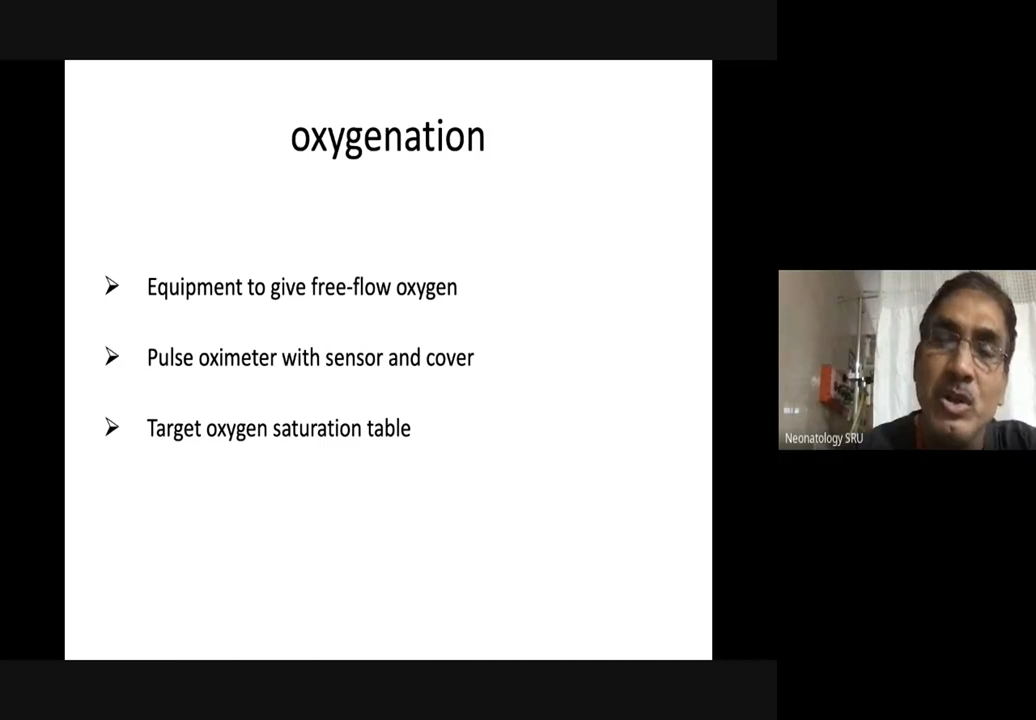 oxygenation
Equipment to give free-flow oxygen
Pulse oximeter with sensor and cover
Target oxygen saturation table
Neonatology SRU